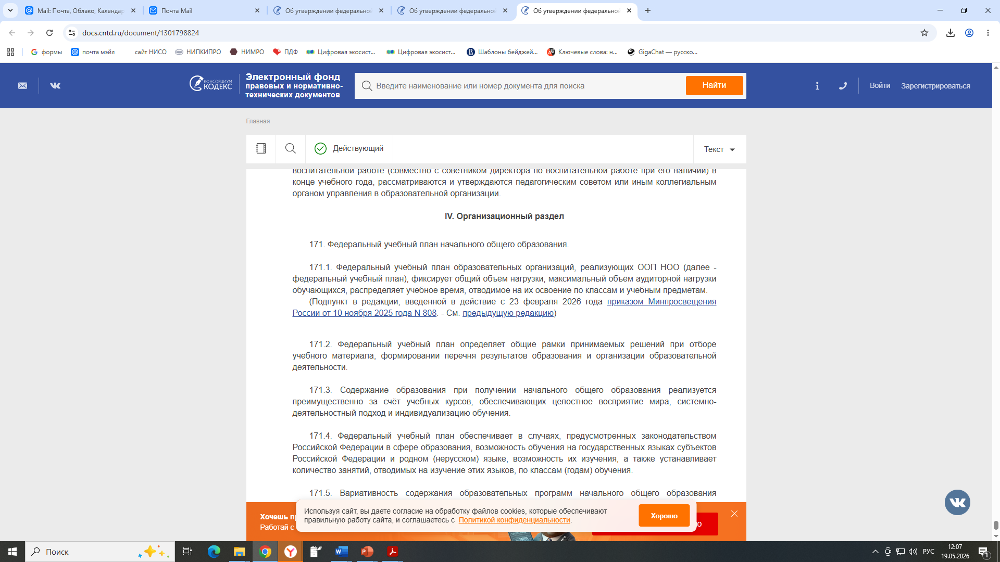 Mail: Почта, Облако, Календар
Почта Mail
Об утверждении федерально
Об утверждении федерально
Об утверждении федерально
docs.cntd.ru/document/1301798824
формы
почта мэйл
сайт НИСО
НИПКИПРО
НИМРО
ПДФ
Цифровая экосист...
Цифровая экосист...
Шаблоны бейджей...
Ключевые слова: н...
GigaChat — русско...
КОНСОРЦИУМ
КОДЕКС
Электронный фонд
правовых и нормативно-
технических документов
Введите наименование или номер документа для поиска
Найти
Войти
Зарегистрироваться
Главная
Действующий
Текст
воспитательной работе (совместно с советником директора по воспитательной работе при его наличии) в
конце учебного года, рассматриваются и утверждаются педагогическим советом или иным коллегиальным
органом управления в образовательной организации.
IV. Организационный раздел
171. Федеральный учебный план начального общего образования.
171.1. Федеральный учебный план образовательных организаций, реализующих ООП НОО (далее -
федеральный учебный план), фиксирует общий объём нагрузки, максимальный объём аудиторной нагрузки
обучающихся, распределяет учебное время, отводимое на их освоение по классам и учебным предметам.
(Подпункт в редакции, введенной в действие с 23 февраля 2026 года приказом Минпросвещения
России от 10 ноября 2025 года N 808. - См. предыдущую редакцию)
171.2. Федеральный учебный план определяет общие рамки принимаемых решений при отборе
учебного материала, формировании перечня результатов образования и организации образовательной
деятельности.
171.3. Содержание образования при получении начального общего образования реализуется
преимущественно за счёт учебных курсов, обеспечивающих целостное восприятие мира, системно-
деятельностный подход и индивидуализацию обучения.
171.4. Федеральный учебный план обеспечивает в случаях, предусмотренных законодательством
Российской Федерации в сфере образования, возможность обучения на государственных языках субъектов
Российской Федерации и родном (нерусском) языке, возможность их изучения, а также устанавливает
количество занятий, отводимых на изучение этих языков, по классам (годам) обучения.
171.5. Вариативность содержания образовательных программ начального общего образования
Хочешь
Работай с
Используя сайт, вы даете согласие на обработку файлов cookies, которые обеспечивают
правильную работу сайта, и соглашаетесь с Политикой конфиденциальности.
Хорошо
Поиск
РУС
12:07
19.05.2026
1